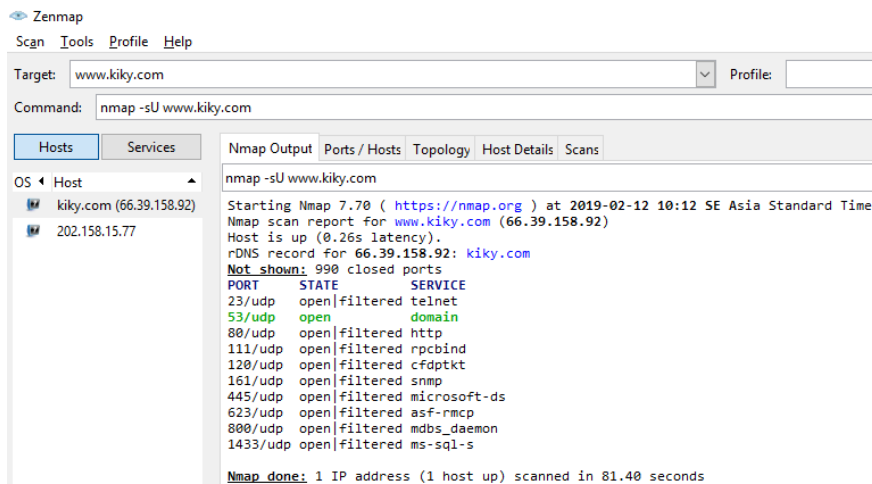 Zenmap
Scan Tools Profile Help
Target: www.kiky.com Profile:
Command: nmap -sU www.kiky.com
Hosts Services
Nmap Output Ports / Hosts Topology Host Details Scans
OS Host
nmap -sU www.kiky.com
kiky.com (66.39.158.92)
202.158.15.77
Starting Nmap 7.70 ( https://nmap.org ) at 2019-02-12 10:12 SE Asia Standard Time
Nmap scan report for www.kiky.com (66.39.158.92)
Host is up (0.26s latency).
rDNS record for 66.39.158.92: kiky.com
Not shown: 990 closed ports
PORT STATE SERVICE
23/udp open|filtered telnet
53/udp open domain
80/udp open|filtered http
111/udp open|filtered rpcbind
120/udp open|filtered cfdptkt
161/udp open|filtered snmp
445/udp open|filtered microsoft-ds
623/udp open|filtered asf-rmcp
800/udp open|filtered mdbs_daemon
1433/udp open|filtered ms-sql-s
Nmap done: 1 IP address (1 host up) scanned in 81.40 seconds